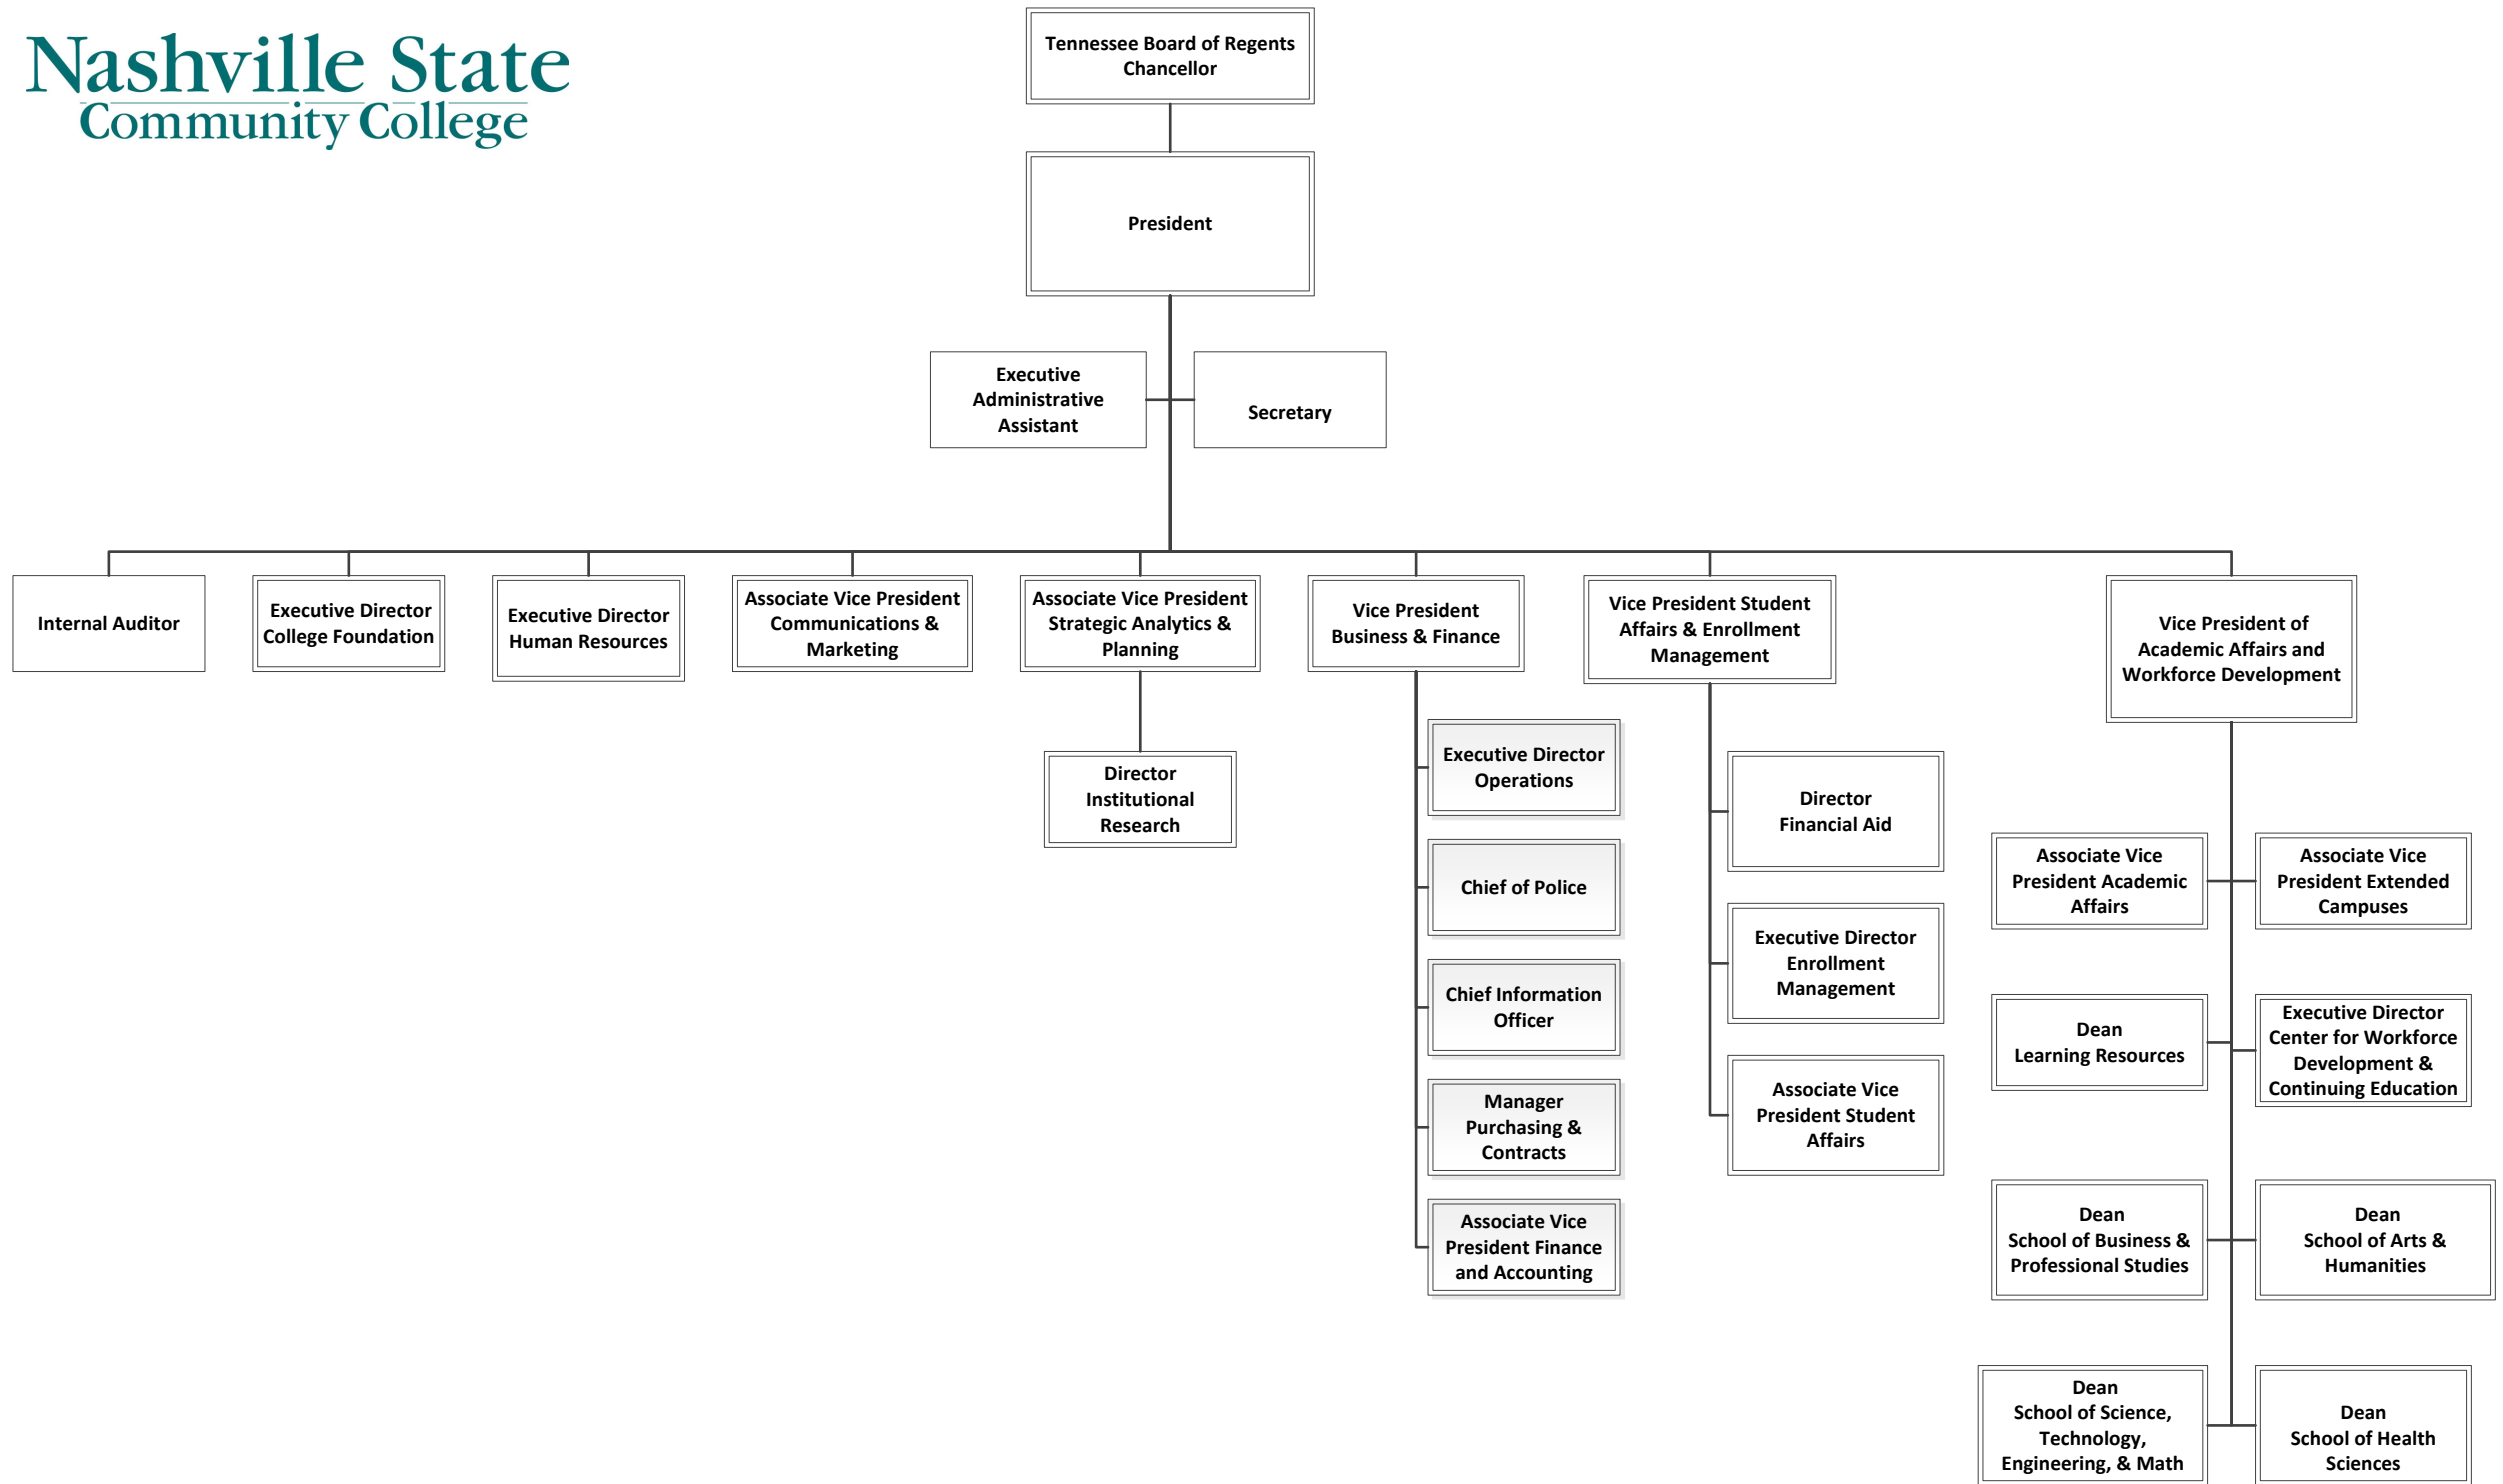 Nashville State
Community College
Tennessee Board of Regents
Chancellor
President
Executive
Administrative
Assistant
Secretary
Internal Auditor
Executive Director
College Foundation
Executive Director
Human Resources
Associate Vice President
Communications &
Marketing
Associate Vice President
Strategic Analytics &
Planning
Vice President
Business & Finance
Vice President Student
Affairs & Enrollment
Management
Vice President of
Academic Affairs and
Workforce Development
Director
Institutional
Research
Executive Director
Operations
Chief of Police
Chief Information
Officer
Manager
Purchasing &
Contracts
Associate Vice
President Finance
and Accounting
Director
Financial Aid
Executive Director
Enrollment
Management
Associate Vice
President Student
Affairs
Associate Vice
President Academic
Affairs
Associate Vice
President Extended
Campuses
Dean
Learning Resources
Executive Director
Center for Workforce
Development &
Continuing Education
Dean
School of Business &
Professional Studies
Dean
School of Arts &
Humanities
Dean
School of Science,
Technology,
Engineering, & Math
Dean
School of Health
Sciences